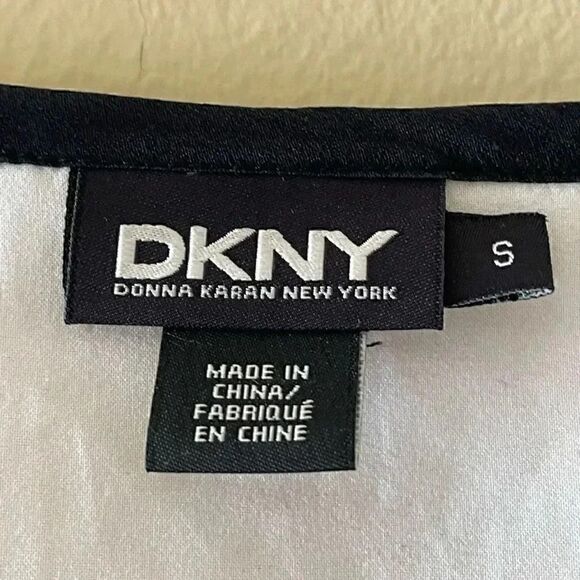 DKNY
DONNA KARAN NEW YORK
S
MADE IN
CHINA/
FABRIQUÉ
EN CHINE